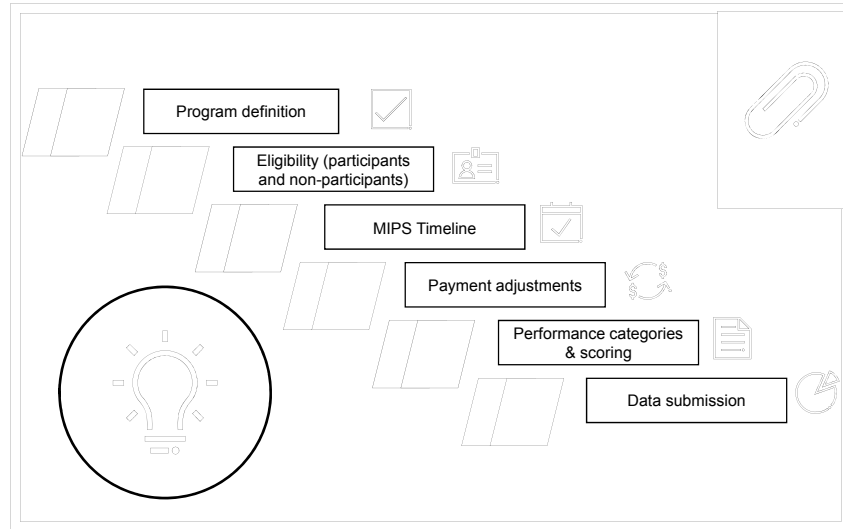 Program definition
Eligibility (participants
and non-participants)
MIPS Timeline
Payment adjustments
Performance categories
& scoring
Data submission